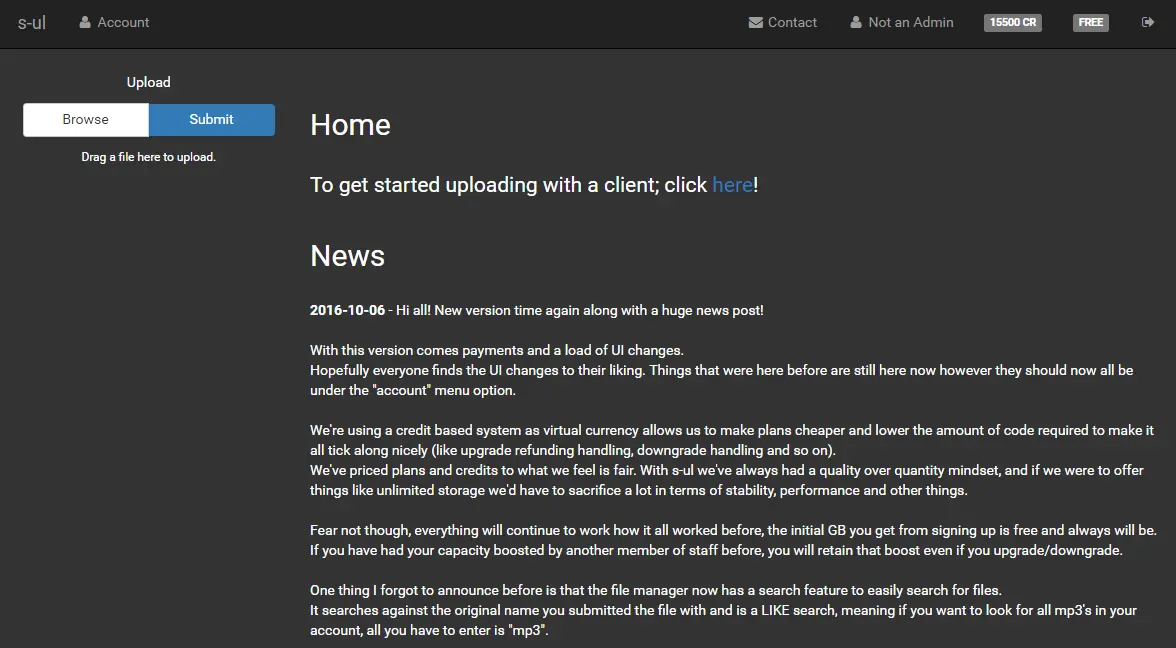 s-ul Account Contact Not an Admin 15500 CR FREE
Upload
Browse Submit
Drag a file here to upload.
Home
To get started uploading with a client; click here!
News
2016-10-06 - Hi all! New version time again along with a huge news post!
With this version comes payments and a load of UI changes.
Hopefully everyone finds the UI changes to their liking. Things that were here before are still here now however they should now all be
under the "account" menu option.
We're using a credit based system as virtual currency allows us to make plans cheaper and lower the amount of code required to make it
all tick along nicely (like upgrade refunding handling, downgrade handling and so on).
We've priced plans and credits to what we feel is fair. With s-ul we've always had a quality over quantity mindset, and if we were to offer
things like unlimited storage we'd have to sacrifice a lot in terms of stability, performance and other things.
Fear not though, everything will continue to work how it all worked before, the initial GB you get from signing up is free and always will be.
If you have had your capacity boosted by another member of staff before, you will retain that boost even if you upgrade/downgrade.
One thing I forgot to announce before is that the file manager now has a search feature to easily search for files.
It searches against the original name you submitted the file with and is a LIKE search, meaning if you want to look for all mp3's in your
account, all you have to enter is "mp3".